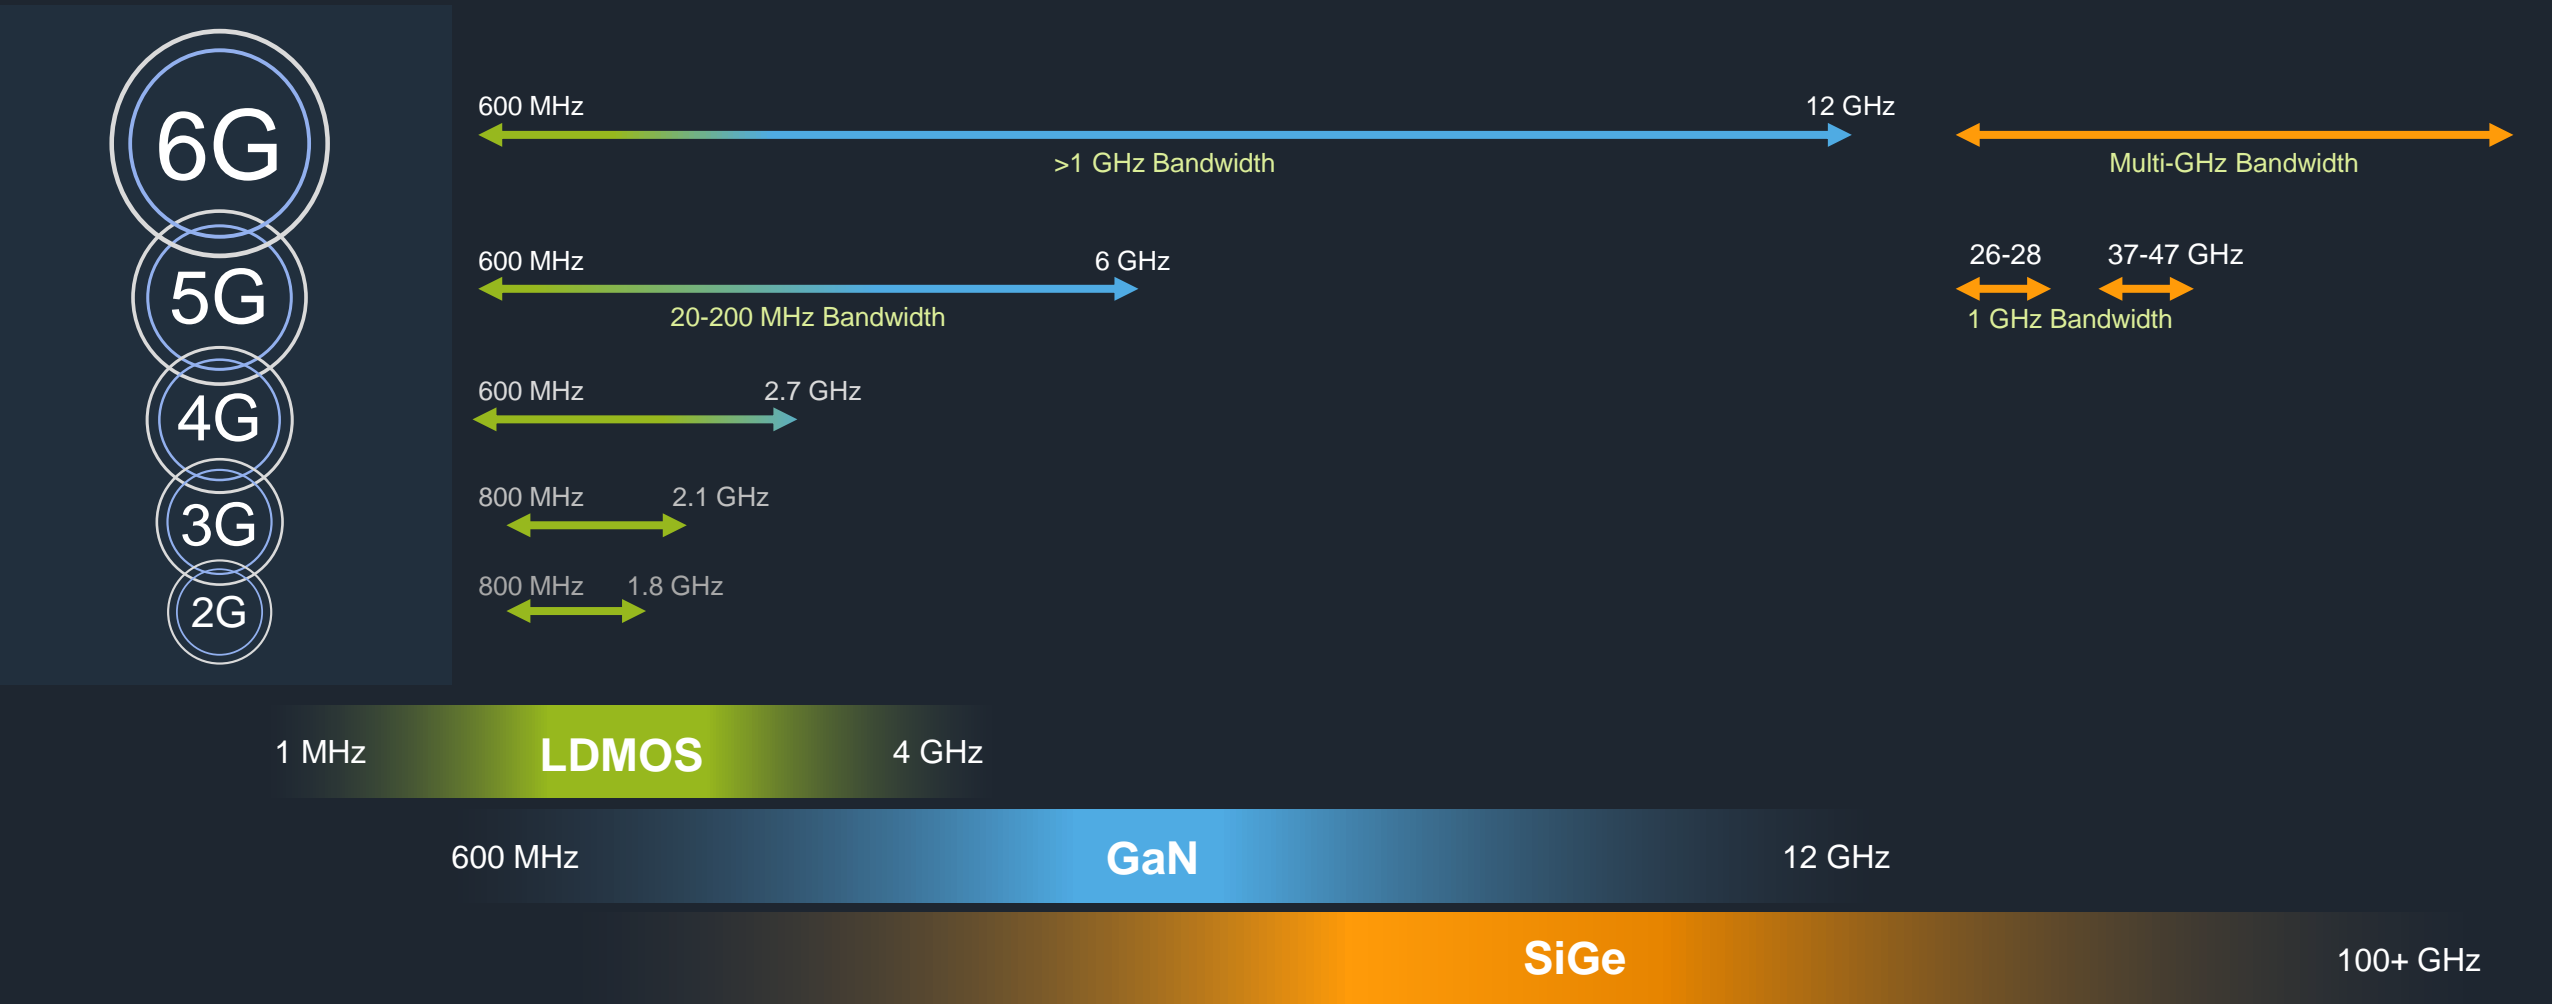 6G
600 MHz
12 GHz
>1 GHz Bandwidth
Multi-GHz Bandwidth
5G
600 MHz
6 GHz
26-28
37-47 GHz
20-200 MHz Bandwidth
1 GHz Bandwidth
4G
600 MHz
2.7 GHz
3G
800 MHz
2.1 GHz
2G
800 MHz
1.8 GHz
1 MHz
LDMOS
4 GHz
600 MHz
GaN
12 GHz
SiGe
100+ GHz